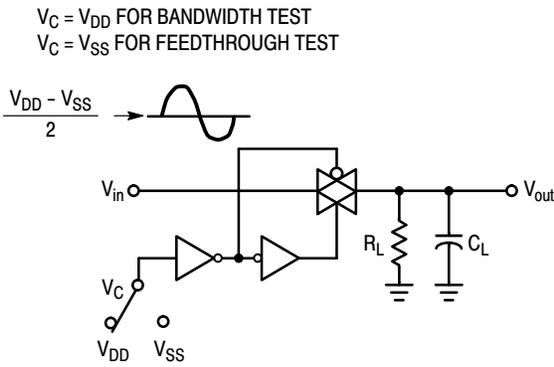 V_C = V_DD FOR BANDWIDTH TEST
V_C = V_SS FOR FEEDTHROUGH TEST
V_DD - V_SS
2
V_in
V_out
R_L
C_L
V_C
V_DD
V_SS